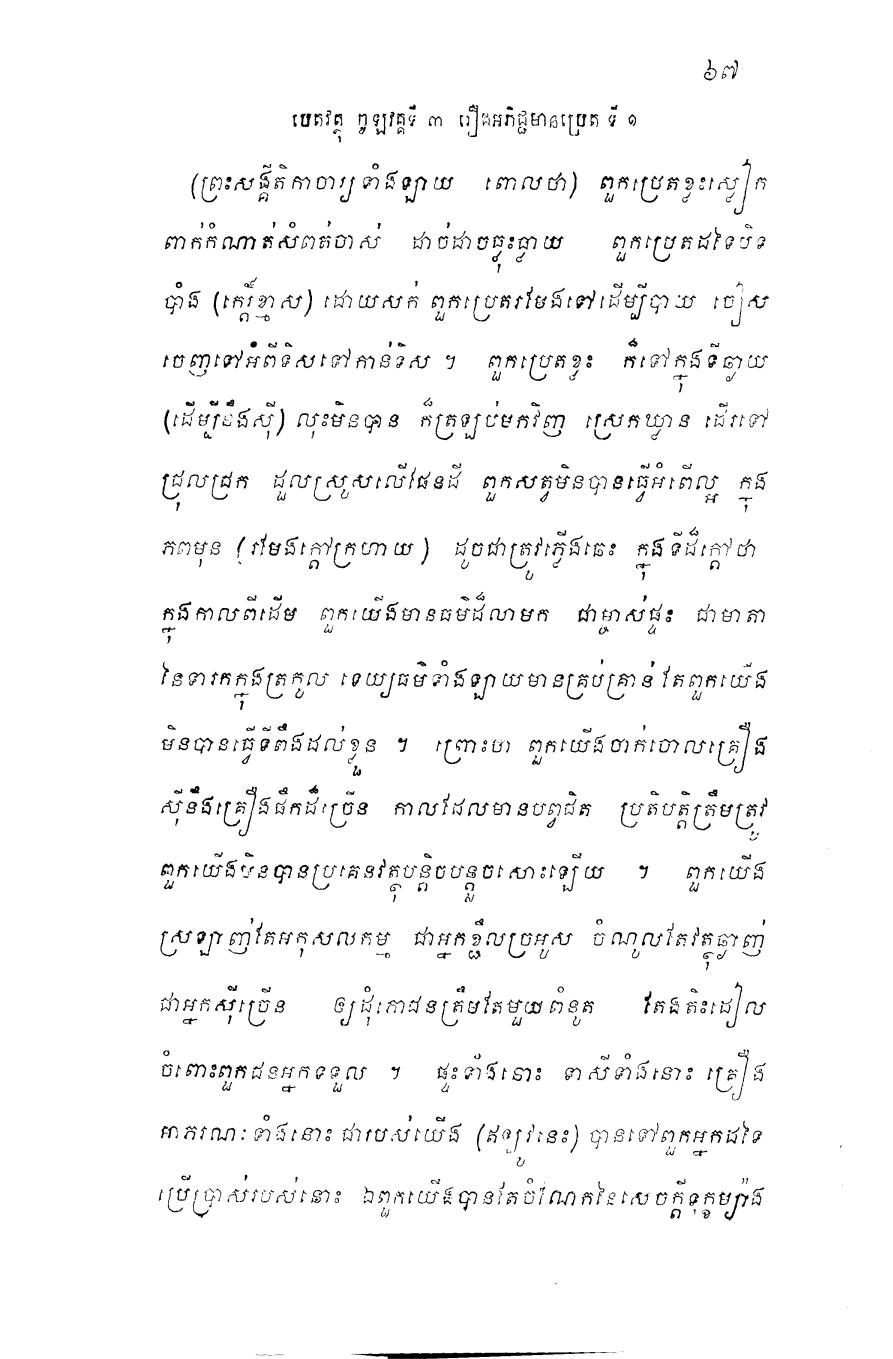 ៦៧
បេតវត្ថុ ចូឡវគ្គទី ៣ រឿងអភិជ្ជមានប្រេត ទី ១
(ព្រះសង្គីតិកាចារ្យទាំងឡាយ ពោលថា) ពួកប្រេតខ្លះស្លៀក
ពាក់កំណាត់សំពត់ចាស់ ដាច់ដាចធ្លុះធ្លាយ ពួកប្រេតដទៃបិទ
បាំង (កេរ្តិ៍ខ្មាស) ដោយសក់ ពួកប្រេតរមែងទៅដើម្បីបាយ ចៀស
ចេញទៅអំពីទិសទៅកាន់ទិស ។ ពួកប្រេតខ្លះ ក៏ទៅក្នុងទីឆ្ងាយ
(ដើម្បីនឹងស៊ី) លុះមិនបាន ក៏ត្រឡប់មកវិញ ស្រេកឃ្លាន ដើរទៅ
ជ្រុលជ្រក ដួលស្រូសលើផែនដី ពួកសត្វមិនបានធ្វើអំពើល្អ ក្នុង
ភពមុន (រមែងក្តៅក្រហាយ) ដូចជាត្រូវភ្លើងឆេះ ក្នុងទីដ៏ក្តៅថា
ក្នុងកាលពីដើម ពួកយើងមានធម៌ដ៏លាមក ជាម្ចាស់ផ្ទះ ជាមាតា
នៃទារកក្នុងត្រកូល ទេយ្យធម៌ទាំងឡាយមានគ្រប់គ្រាន់ តែពួកយើង
មិនបានធ្វើទីពឹងដល់ខ្លួន ។ ព្រោះថា ពួកយើងចាក់ចោលគ្រឿង
ស៊ីនឹងគ្រឿងផឹកដ៏ច្រើន កាលដែលមានបព្វជិត ប្រតិបត្តិត្រឹមត្រូវ
ពួកយើងមិនបានប្រគេនវត្ថុបន្តិចបន្តួចសោះឡើយ ។ ពួកយើង
ស្រឡាញ់តែអកុសលកម្ម ជាអ្នកខ្ជិលច្រអូស ចំណូលតែវត្ថុឆ្ងាញ់
ជាអ្នកស៊ីច្រើន ឲ្យដុំភោជនត្រឹមតែមួយពំនូត តែងតិះដៀល
ចំពោះពួកជនអ្នកទទួល ។ ផ្ទះទាំងនោះ ទាសីទាំងនោះ គ្រឿង
អាភរណៈទាំងនោះ ជារបស់យើង (ឥឡូវនេះ) បានទៅពួកអ្នកដទៃ
ប្រើប្រាស់របស់នោះ ឯពួកយើងបានតែចំណែកនៃសេចក្តីទុក្ខម្យ៉ាង